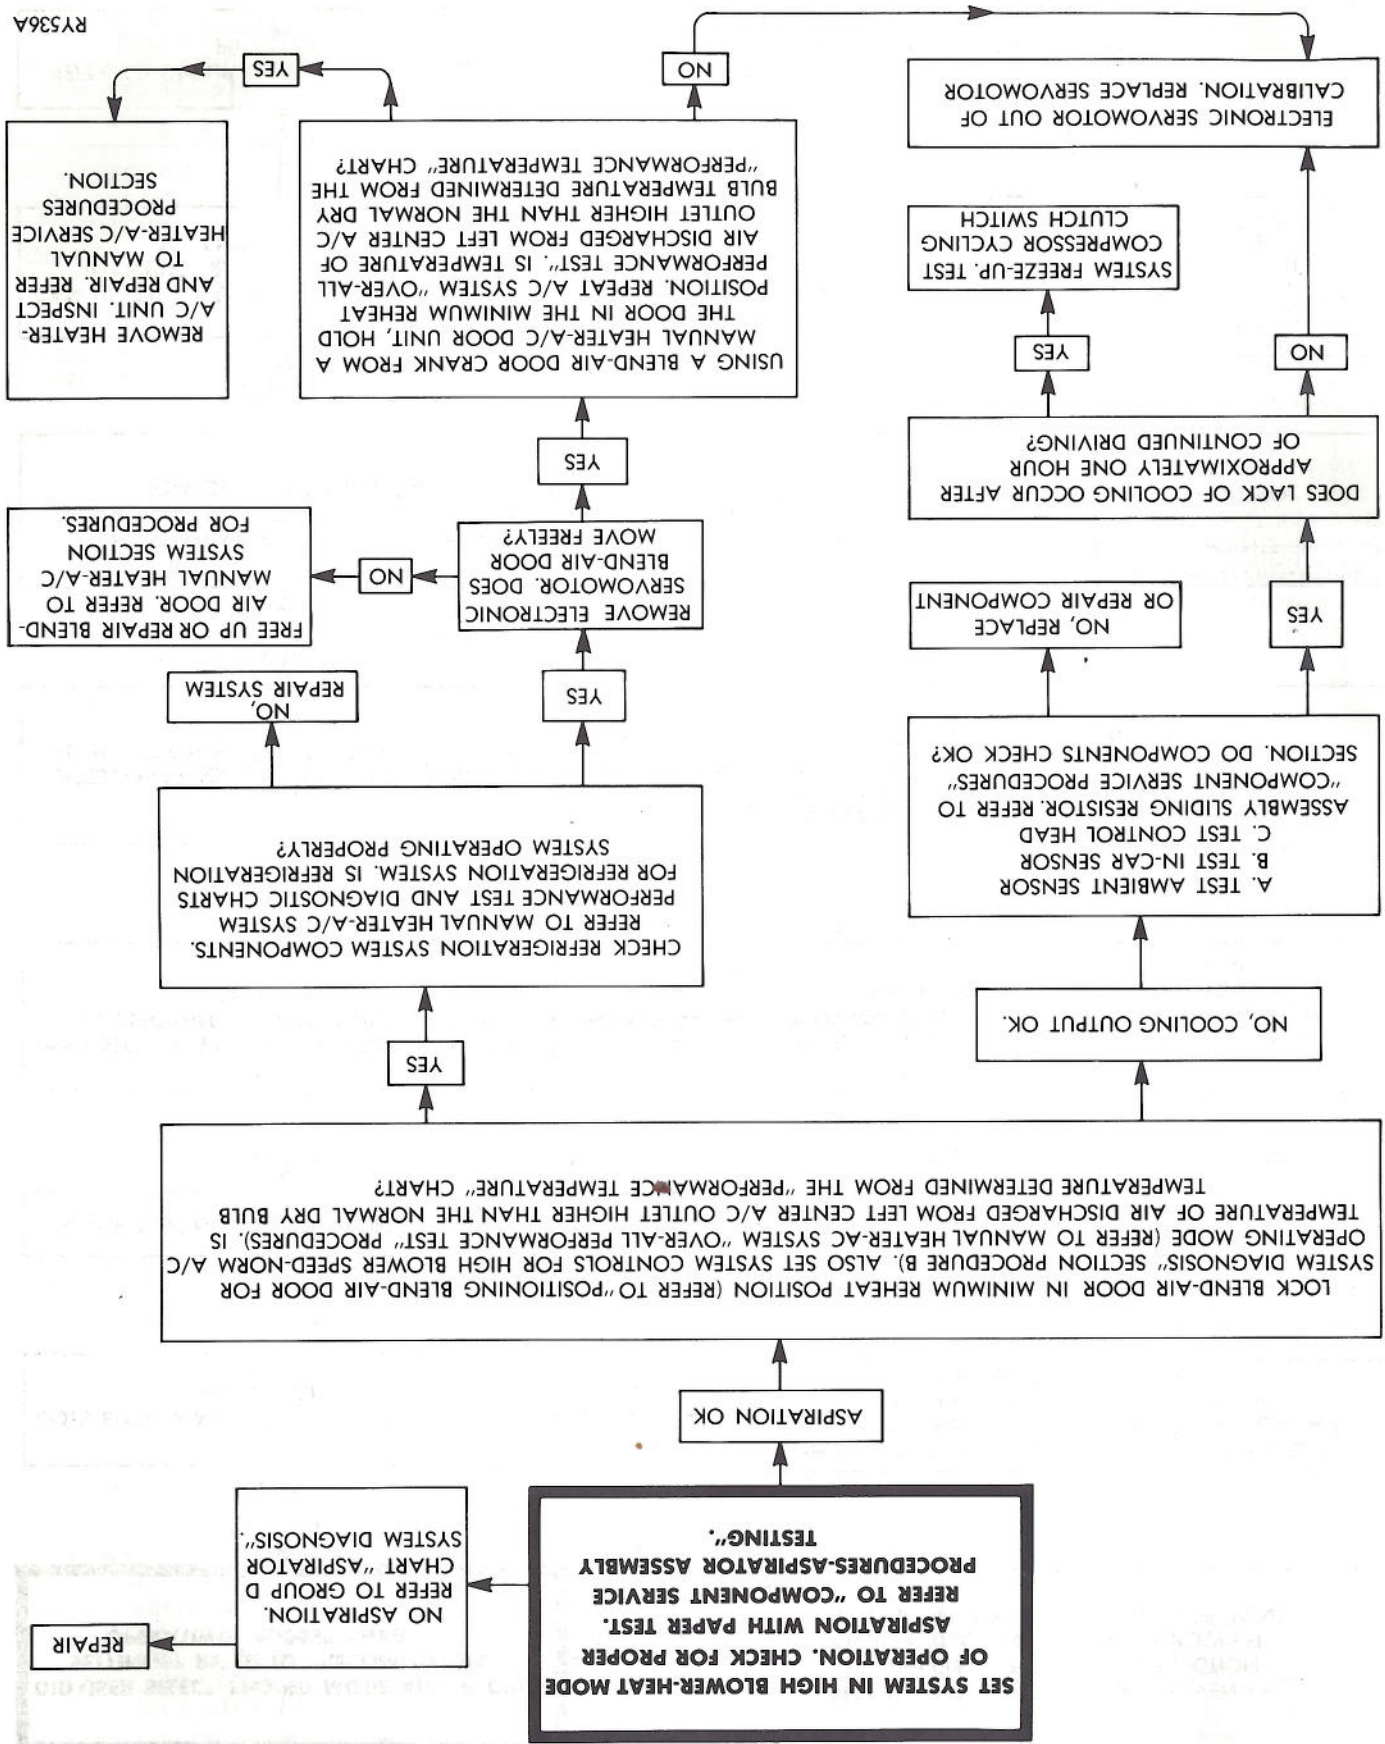 SET SYSTEM IN HIGH BLOWER-HEAT MODE
OF OPERATION. CHECK FOR PROPER
ASPIRATION WITH PAPER TEST.
REFER TO "COMPONENT SERVICE
PROCEDURES-ASPIRATOR ASSEMBLY
TESTING".
NO ASPIRATION.
REFER TO GROUP D
CHART "ASPIRATOR
SYSTEM DIAGNOSIS".
REPAIR
ASPIRATION OK
LOCK BLEND-AIR DOOR IN MINIMUM REHEAT POSITION (REFER TO "POSITIONING BLEND-AIR DOOR FOR
SYSTEM DIAGNOSIS" SECTION PROCEDURE B). ALSO SET SYSTEM CONTROLS FOR HIGH BLOWER SPEED-NORM A/C
OPERATING MODE (REFER TO MANUAL HEATER-AC SYSTEM "OVER-ALL PERFORMANCE TEST" PROCEDURES). IS
TEMPERATURE OF AIR DISCHARGED FROM LEFT CENTER A/C OUTLET HIGHER THAN THE NORMAL DRY BULB
TEMPERATURE DETERMINED FROM THE "PERFORMANCE TEMPERATURE" CHART?
NO, COOLING OUTPUT OK.
YES
A. TEST AMBIENT SENSOR
B. TEST IN-CAR SENSOR
C. TEST CONTROL HEAD
ASSEMBLY SLIDING RESISTOR. REFER TO
"COMPONENT SERVICE PROCEDURES"
SECTION. DO COMPONENTS CHECK OK?
CHECK REFRIGERATION SYSTEM COMPONENTS.
REFER TO MANUAL HEATER-A/C SYSTEM
PERFORMANCE TEST AND DIAGNOSTIC CHARTS
FOR REFRIGERATION SYSTEM. IS REFRIGERATION
SYSTEM OPERATING PROPERLY?
YES
NO, REPLACE
OR REPAIR COMPONENT
YES
NO,
REPAIR SYSTEM
DOES LACK OF COOLING OCCUR AFTER
APPROXIMATELY ONE HOUR
OF CONTINUED DRIVING?
REMOVE ELECTRONIC
SERVOMOTOR. DOES
BLEND-AIR DOOR
MOVE FREELY?
NO
FREE UP OR REPAIR BLEND-
AIR DOOR. REFER TO
MANUAL HEATER-A/C
SYSTEM SECTION
FOR PROCEDURES.
NO
YES
YES
SYSTEM FREEZE-UP. TEST
COMPRESSOR CYCLING
CLUTCH SWITCH
USING A BLEND-AIR DOOR CRANK FROM A
MANUAL HEATER-A/C DOOR UNIT, HOLD
THE DOOR IN THE MINIMUM REHEAT
POSITION. REPEAT A/C SYSTEM "OVER-ALL
PERFORMANCE TEST". IS TEMPERATURE OF
AIR DISCHARGED FROM LEFT CENTER A/C
OUTLET HIGHER THAN THE NORMAL DRY
BULB TEMPERATURE DETERMINED FROM THE
"PERFORMANCE TEMPERATURE" CHART?
REMOVE HEATER-
A/C UNIT. INSPECT
AND REPAIR. REFER
TO MANUAL
HEATER-A/C SERVICE
PROCEDURES
SECTION.
ELECTRONIC SERVOMOTOR OUT OF
CALIBRATION. REPLACE SERVOMOTOR
NO
YES
RY536A